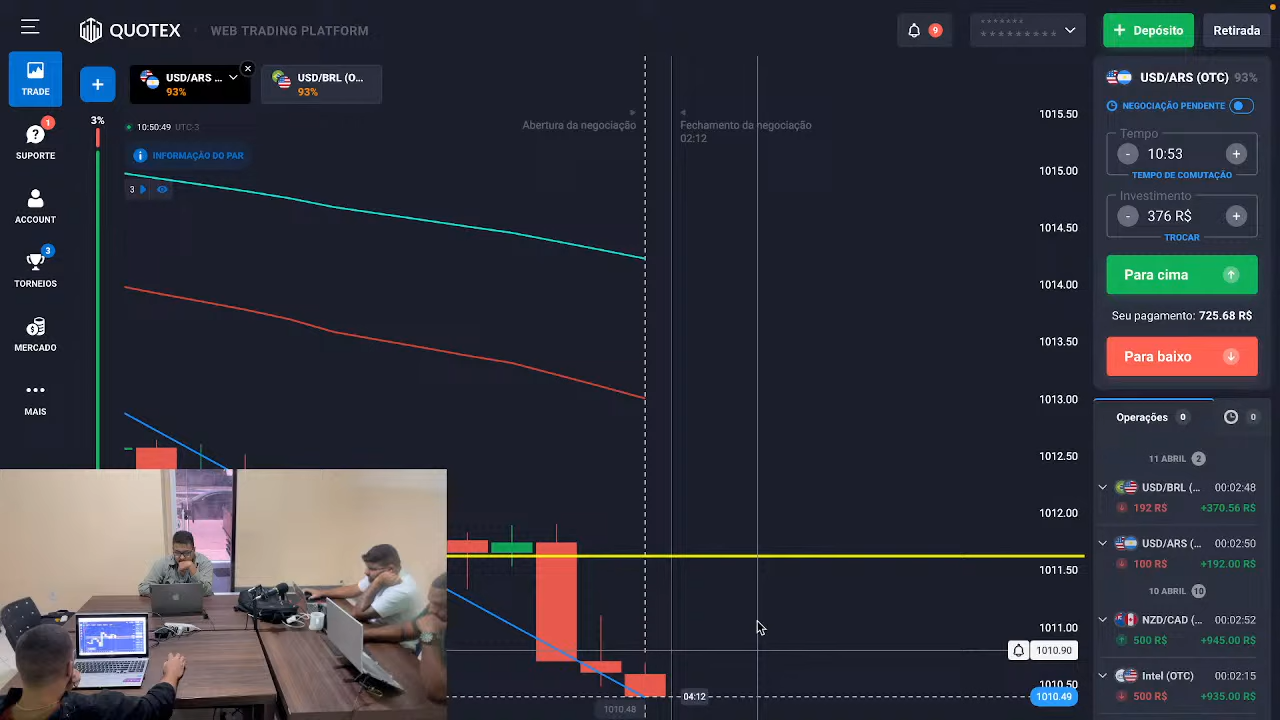 QUOTEX
WEB TRADING PLATFORM
9
*******
*********
Depósito
Retirada
TRADE
1
SUPORTE
ACCOUNT
3
TORNEIOS
MERCADO
MAIS
USD/ARS ...
93%
USD/BRL (O...
93%
3%
10:50:49 UTC-3
INFORMAÇÃO DO PAR
3
Abertura da negociação
Fechamento da negociação
02:12
1015.50
1015.00
1014.50
1014.00
1013.50
1013.00
1012.50
1012.00
1011.50
1011.00
1010.90
1010.50
1010.49
04:12
1010.48
USD/ARS (OTC) 93%
NEGOCIAÇÃO PENDENTE
Tempo
- 10:53 +
TEMPO DE COMUTAÇÃO
Investimento
- 376 R$ +
TROCAR
Para cima
Seu pagamento: 725.68 R$
Para baixo
Operações 0
0
11 ABRIL 2
USD/BRL (... 00:02:48
192 R$ +370.56 R$
USD/ARS (...
:02:50
100 R$ +192.00 R$
10 ABRIL 10
NZD/CAD (
:02:52
500 R$ +945.00 R$
Intel (OTC) 00:02:15
500 R$ +935.00 R$